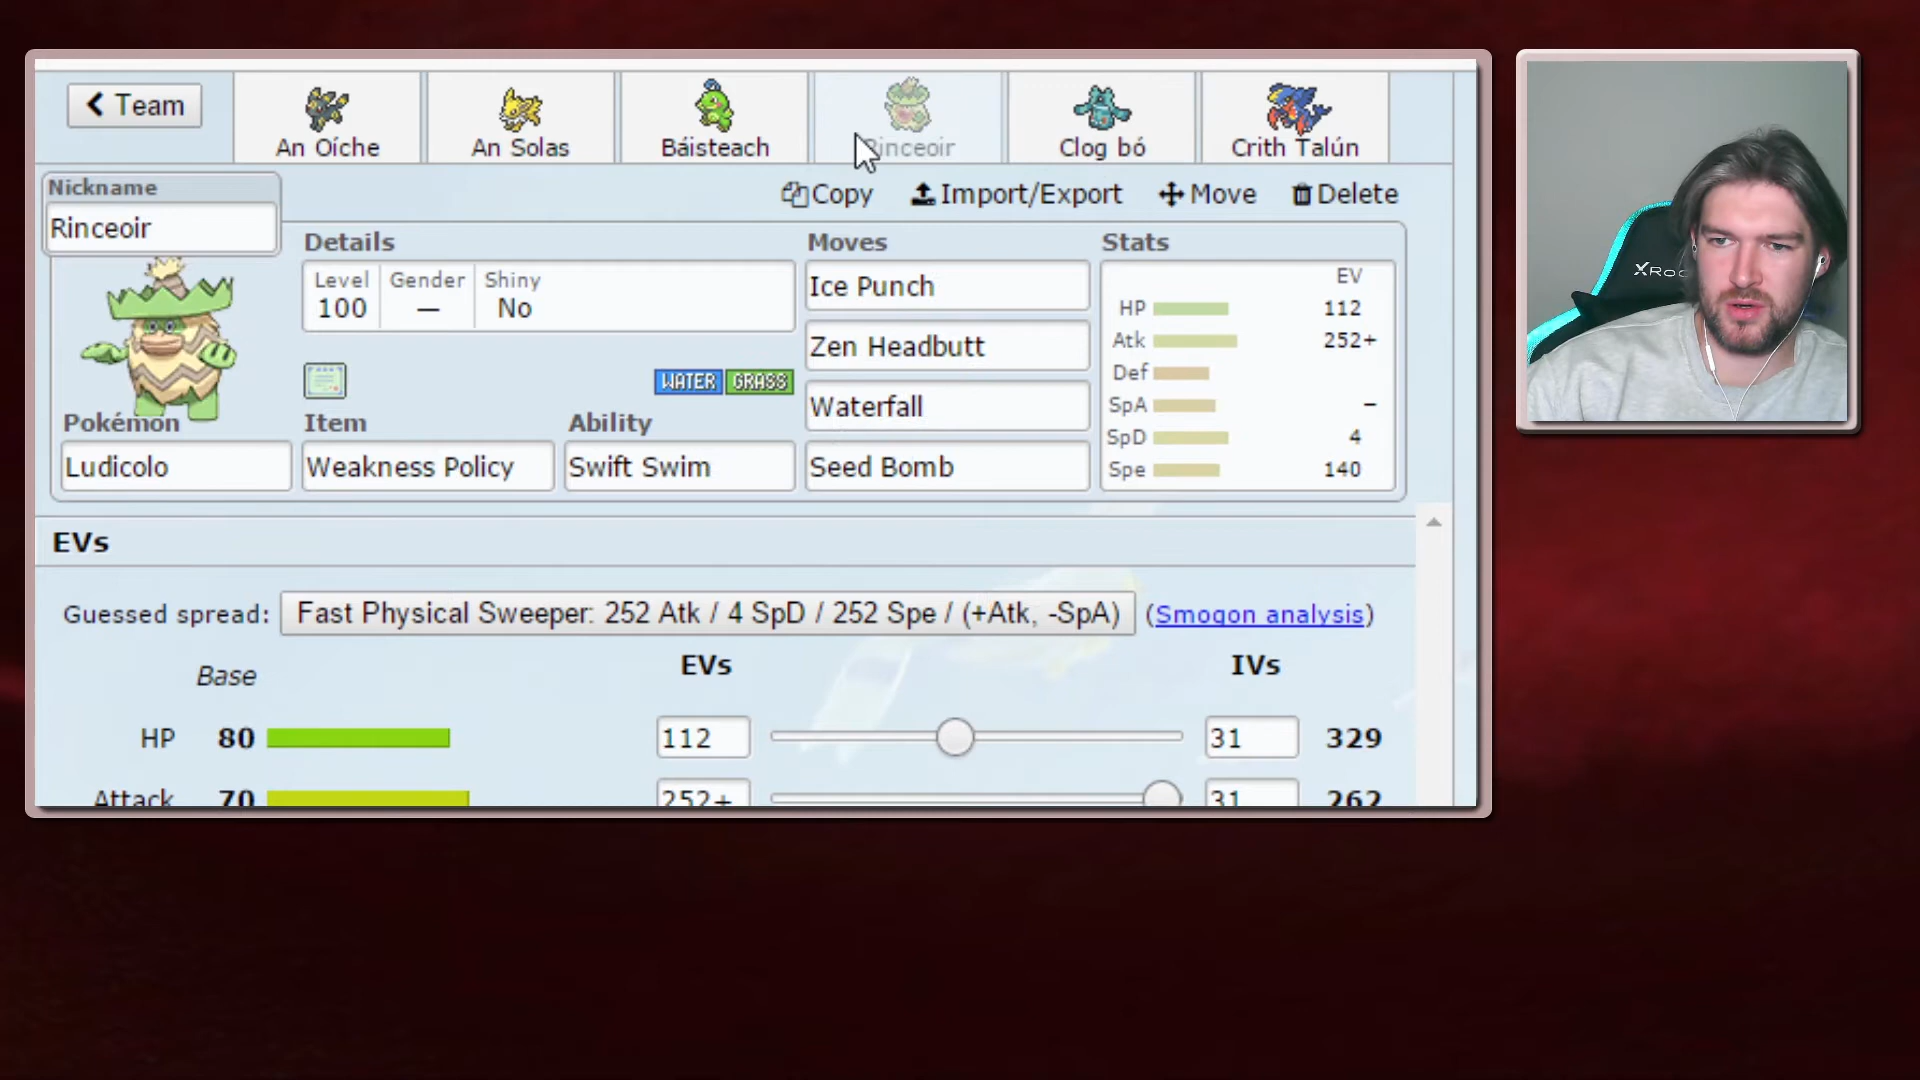 Team
An Oíche
An Solas
Báisteach
Rinceoir
Clog bó
Crith Talún
Nickname
Rinceoir
Copy
Import/Export
Move
Delete
Details
Moves
Stats
Level
Gender
Shiny
100
—
No
Ice Punch
Zen Headbutt
Waterfall
Seed Bomb
EV
HP 112
Atk 252+
Def
SpA –
SpD 4
Spe 140
WATER GRASS
Pokémon
Item
Ability
Ludicolo
Weakness Policy
Swift Swim
EVs
Guessed spread: Fast Physical Sweeper: 252 Atk / 4 SpD / 252 Spe / (+Atk, -SpA) (Smogon analysis)
Base EVs IVs
HP 80 112 31 329
Attack 70 252+ 31 262